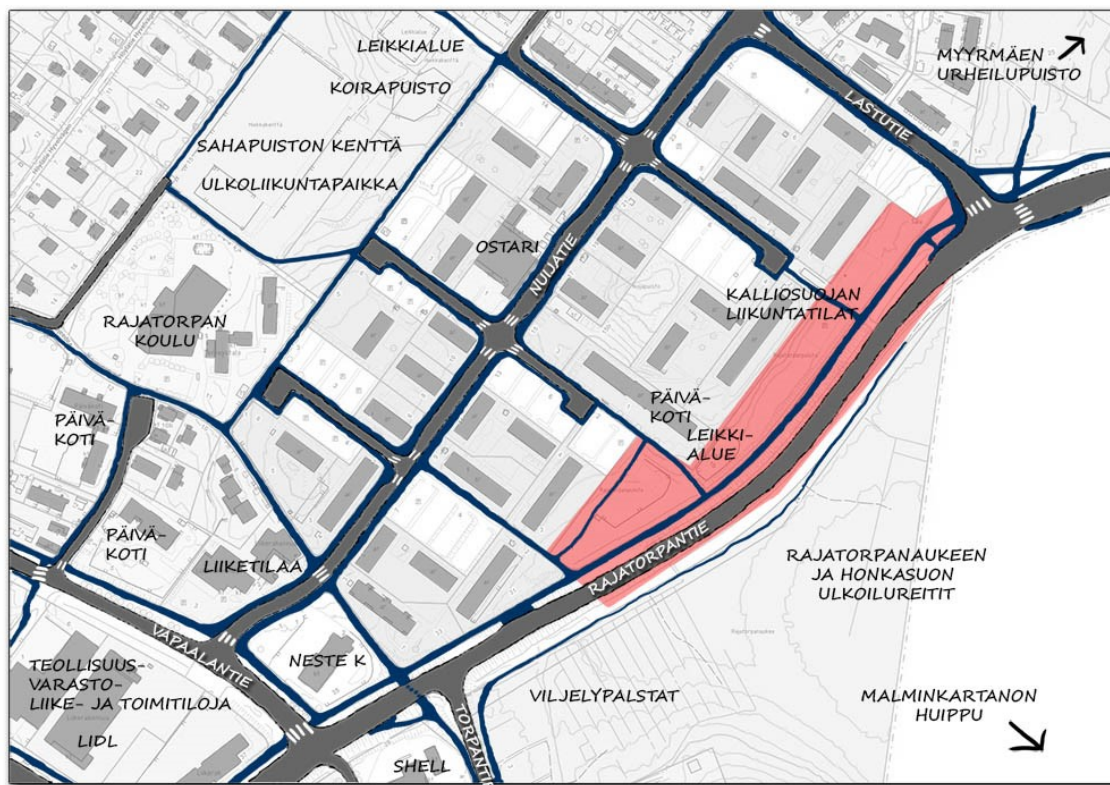 LEIKKIALUE
KOIRAPUISTO
SAHAPUISTON KENTTÄ
ULKOLIIKUNTAPAIKKA
MYYRMÄEN
URHEILUPUISTO
LASTUTIE
OSTARI
NUIJATIE
KALLIOSUOJAN
LIIKUNTATILAT
RAJATORPAN
KOULU
PÄIVÄ-
KOTI
PÄIVÄ-
KOTI
LEIKKI-
ALUE
PÄIVÄ-
KOTI
LIIKETILAA
RAJATORPANTIE
RAJATORPANAUKEEN
JA HONKASUON
ULKOILUREITIT
VAPAALANTIE
NESTE K
TEOLLISUUS-
VARASTO-
LIIKE- JA TOIMITILOJA
LIDL
VILJELYPALSTAT
TORPANTIE
SHELL
MALMINKARTANON
HUIPPU